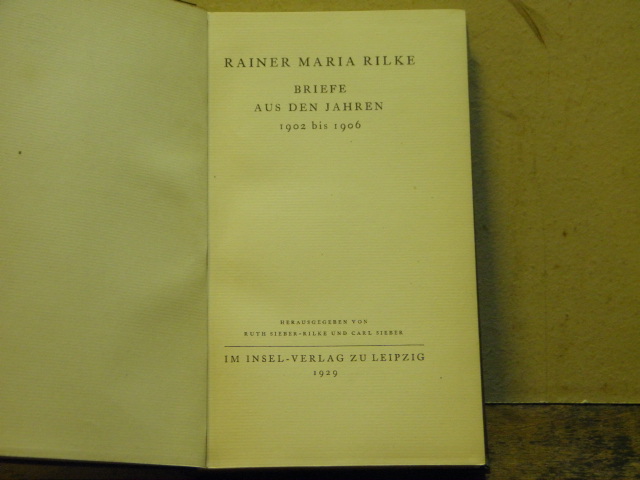 RAINER MARIA RILKE
BRIEFE
AUS DEN JAHREN
1902 bis 1906
HERAUSGEGEBEN VON
RUTH SIEBER-RILKE UND CARL SIEBER
IM INSEL-VERLAG ZU LEIPZIG
1929